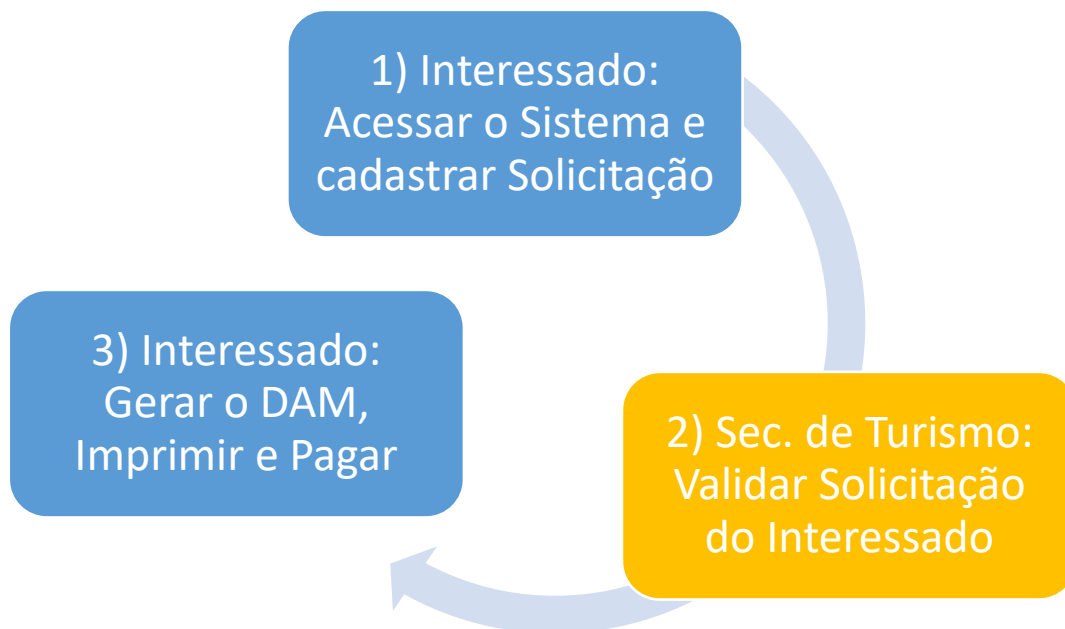 1) Interessado:
Acessar o Sistema e
cadastrar Solicitação
2) Sec. de Turismo:
Validar Solicitação
do Interessado
3) Interessado:
Gerar o DAM,
Imprimir e Pagar